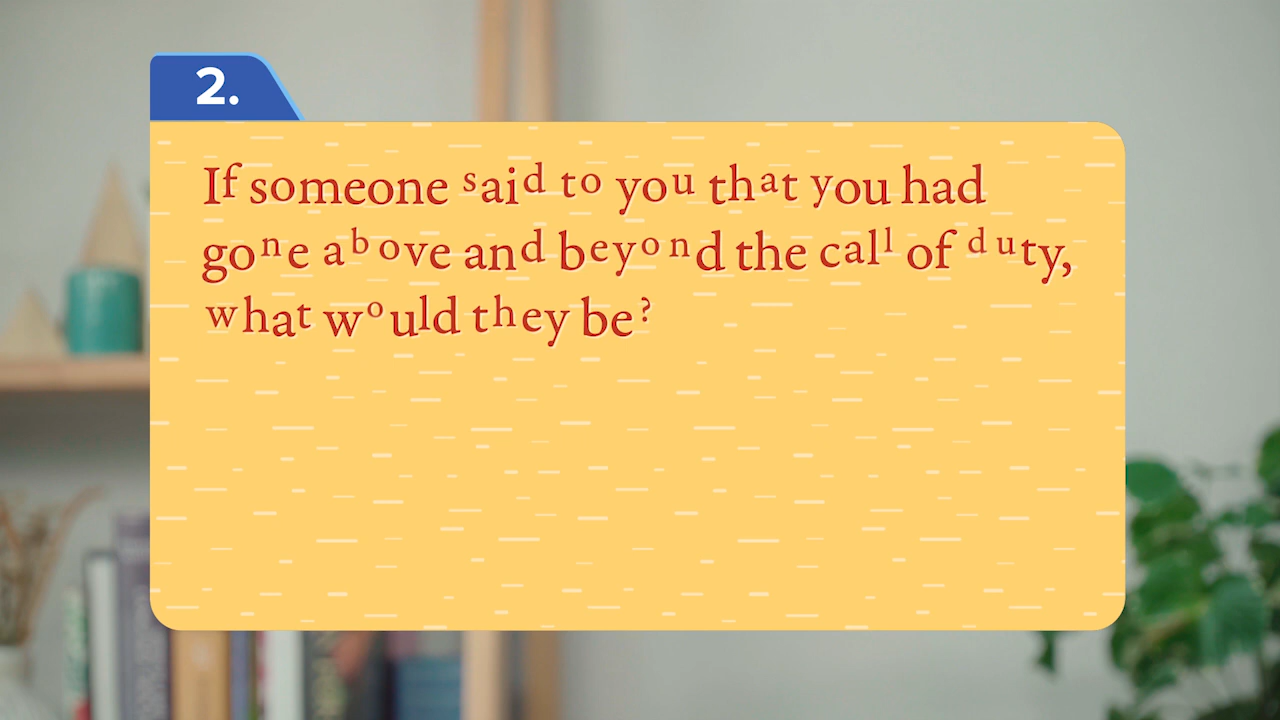 2.
If someone said to you that you had
gone above and beyond the call of duty,
what would they be?